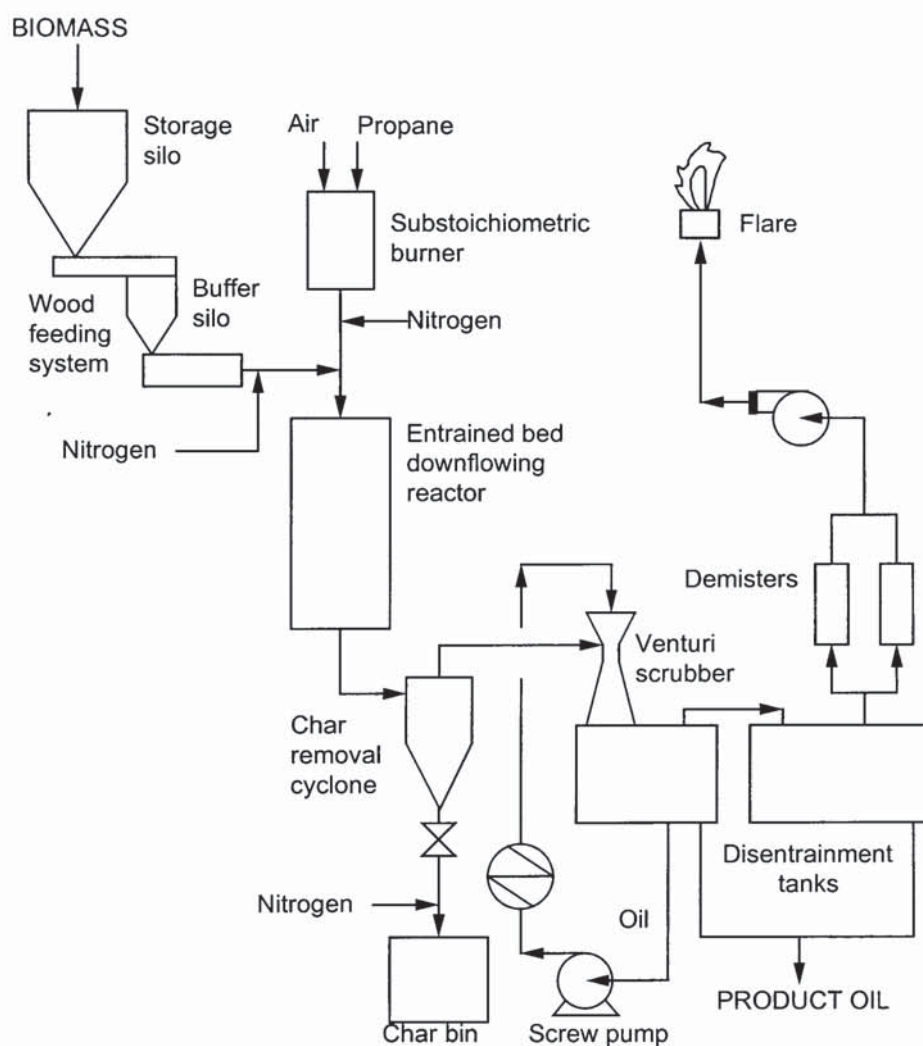 BIOMASS
Storage
silo
Air
Propane
Substoichiometric
burner
Flare
Wood
feeding
system
Buffer
silo
Nitrogen
Nitrogen
Entrained bed
downflowing
reactor
Demisters
Venturi
scrubber
Char
removal
cyclone
Disentrainment
tanks
Nitrogen
Oil
PRODUCT OIL
Char bin
Screw pump